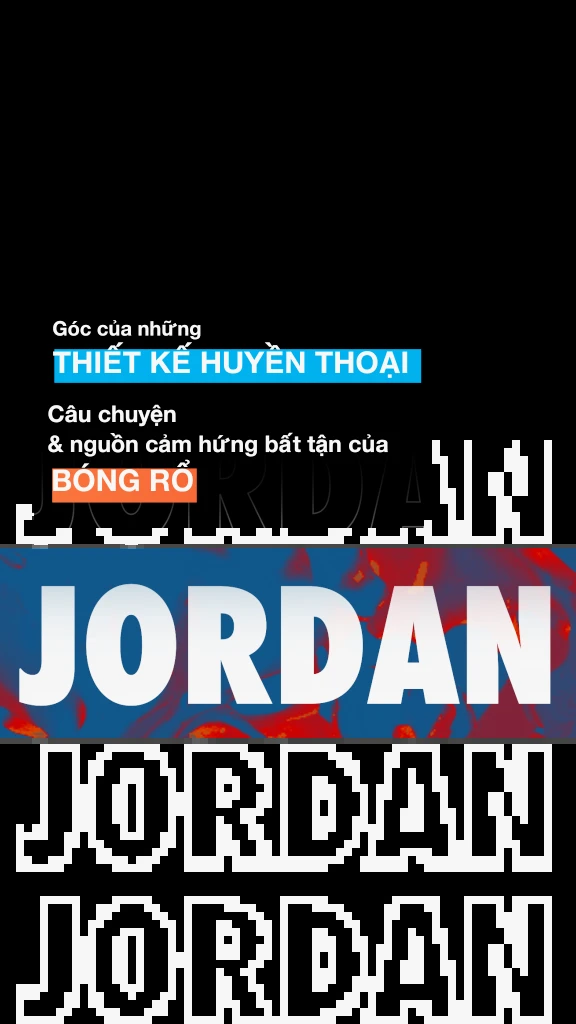 Góc của những
THIẾT KẾ HUYỀN THOẠI
Câu chuyện
& nguồn cảm hứng bất tận của
BÓNG RỔ
JORDAN
JORDAN
JORDAN
JORDAN